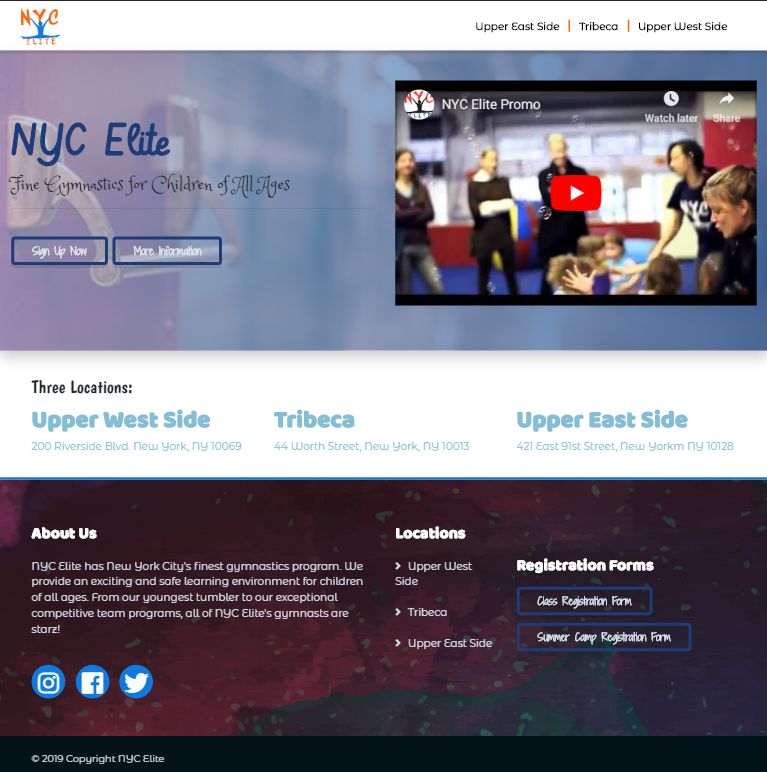 NYC
ELITE
Upper East Side | Tribeca | Upper West Side
NYC Elite
Fine Gymnastics for Children of All Ages
Sign Up Now
More Information
NYC Elite Promo
Watch later
Share
NYC
Three Locations:
Upper West Side
200 Riverside Blvd. New York, NY 10069
Tribeca
44 Worth Street, New York, NY 10013
Upper East Side
421 East 91st Street, New Yorkm NY 10128
About Us
NYC Elite has New York City's finest gymnastics program. We
provide an exciting and safe learning environment for children
of all ages. From our youngest tumbler to our exceptional
competitive team programs, all of NYC Elite's gymnasts are
starz!
Locations
Upper West
Side
Tribeca
Upper East Side
Registration Forms
Class Registration Form
Summer Camp Registration Form
© 2019 Copyright NYC Elite